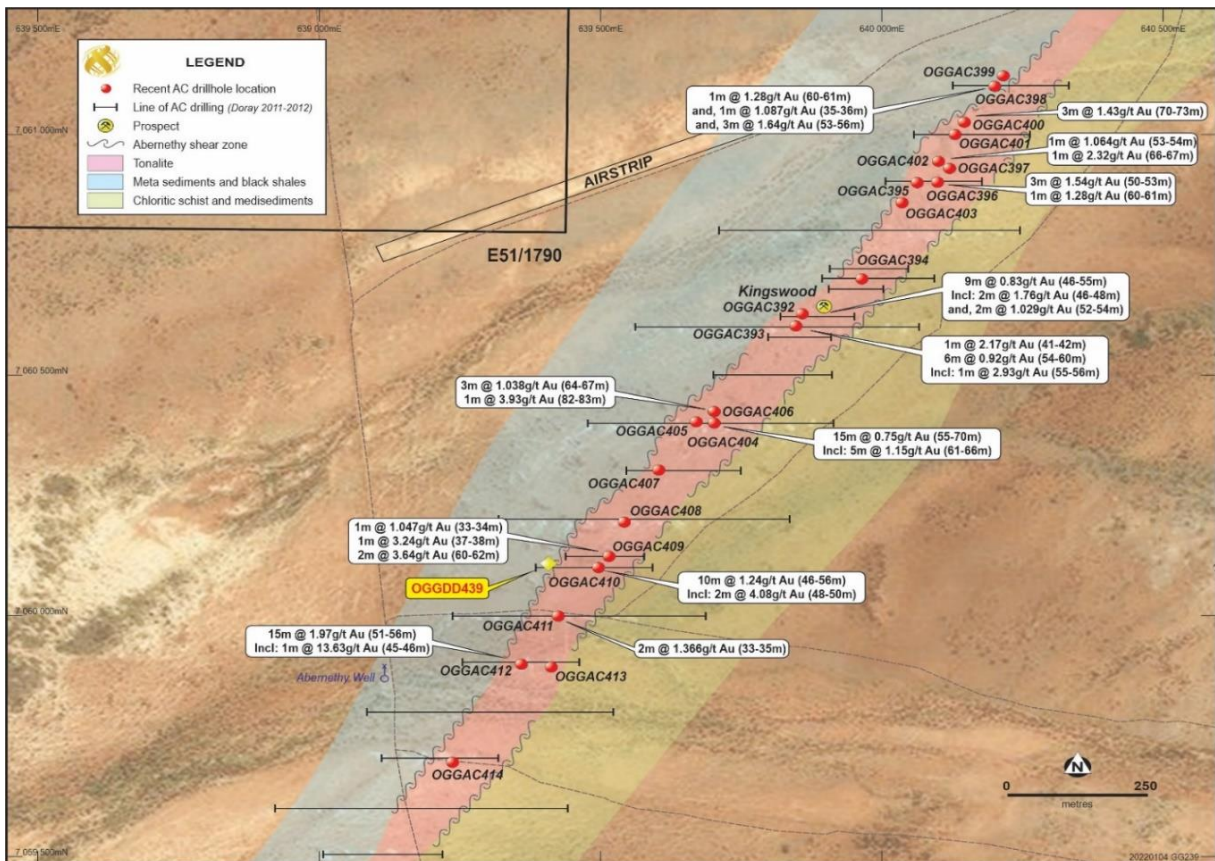 639 500mE
639 000mE
639 500mE
640 000mE
640 500mE
LEGEND
Recent AC drillhole location
Line of AC drilling (Doray 2011-2012)
Prospect
Abernethy shear zone
Tonalite
Meta sediments and black shales
Chloritic schist and medisediments
7 061 000mN
AIRSTRIP
E51/1790
OGGAC399
1m @ 1.28g/t Au (60-61m)
and, 1m @ 1.087g/t Au (35-36m)
and, 3m @ 1.64g/t Au (53-56m)
OGGAC398
3m @ 1.43g/t Au (70-73m)
OGGAC400
OGGAC401
1m @ 1.064g/t Au (53-54m)
1m @ 2.32g/t Au (66-67m)
OGGAC402
OGGAC397
3m @ 1.54g/t Au (50-53m)
1m @ 1.28g/t Au (60-61m)
OGGAC395
OGGAC396
OGGAC403
OGGAC394
Kingswood
9m @ 0.83g/t Au (46-55m)
Incl: 2m @ 1.76g/t Au (46-48m)
and, 2m @ 1.029g/t Au (52-54m)
OGGAC392
OGGAC393
1m @ 2.17g/t Au (41-42m)
6m @ 0.92g/t Au (54-60m)
Incl: 1m @ 2.93g/t Au (55-56m)
7 060 500mN
3m @ 1.038g/t Au (64-67m)
1m @ 3.93g/t Au (82-83m)
OGGAC406
OGGAC405
OGGAC404
15m @ 0.75g/t Au (55-70m)
Incl: 5m @ 1.15g/t Au (61-66m)
OGGAC407
OGGAC408
1m @ 1.047g/t Au (33-34m)
1m @ 3.24g/t Au (37-38m)
2m @ 3.64g/t Au (60-62m)
OGGAC409
OGGDD439
OGGAC410
10m @ 1.24g/t Au (46-56m)
Incl: 2m @ 4.08g/t Au (48-50m)
7 060 000mN
OGGAC411
15m @ 1.97g/t Au (51-56m)
Incl: 1m @ 13.63g/t Au (45-46m)
2m @ 1.366g/t Au (33-35m)
OGGAC412
OGGAC413
Abernethy Well
OGGAC414
N
0 250
metres
7 059 500mN
20220104 GG239